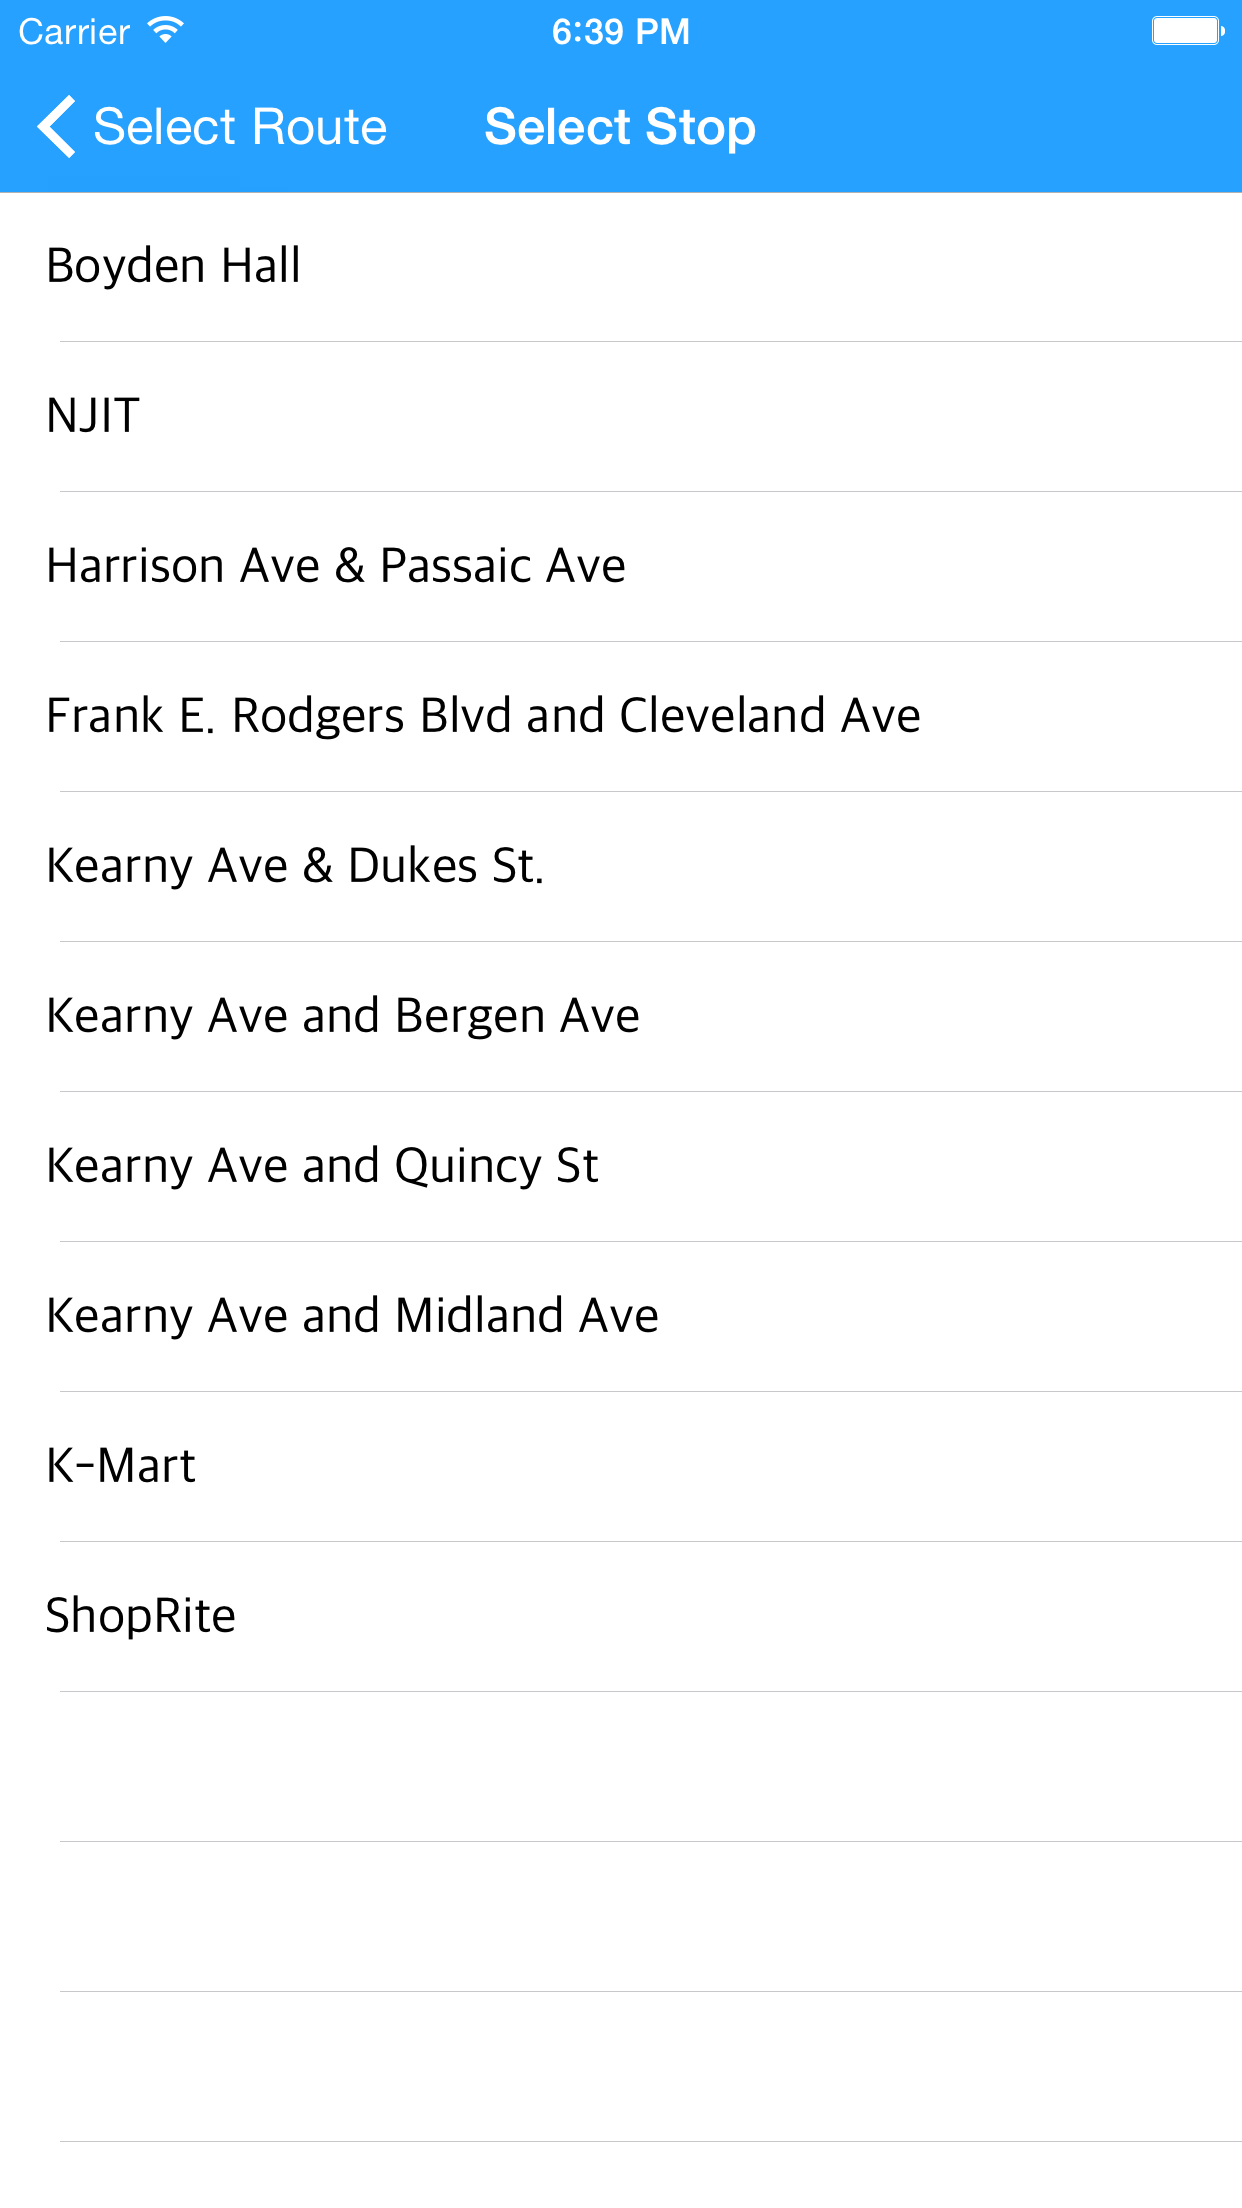 Carrier 6:39 PM
Select Route Select Stop
Boyden Hall
NJIT
Harrison Ave & Passaic Ave
Frank E. Rodgers Blvd and Cleveland Ave
Kearny Ave & Dukes St.
Kearny Ave and Bergen Ave
Kearny Ave and Quincy St
Kearny Ave and Midland Ave
K-Mart
ShopRite